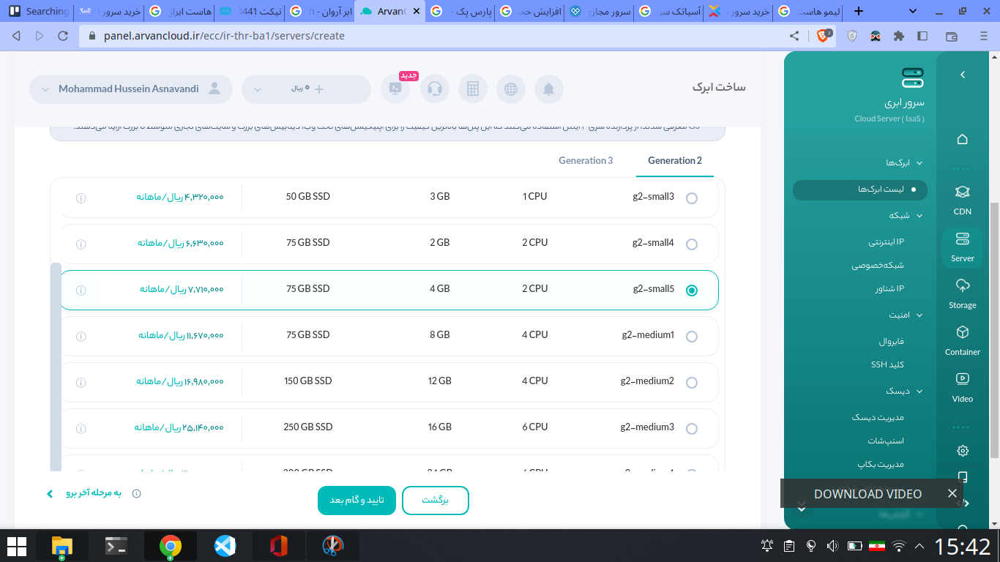 Searching
خرید سرور
هاست ایران
تیکت 3441
ابر آروان - h
ArvanC
پارس پک -
افزایش حجم
سرور مجازی
آسیاتک سر
خرید سرور
لیمو هاست
panel.arvancloud.ir/ecc/ir-thr-ba1/servers/create
2
ساخت ابرک
جدید
۰ ریال
Mohammad Hussein Asnavandi
Generation 2
Generation 3
g2-small3 1 CPU 3 GB 50 GB SSD ۴,۳۲۰,۰۰۰ ریال/ماهانه
g2-small4 2 CPU 2 GB 75 GB SSD ۶,۶۳۰,۰۰۰ ریال/ماهانه
g2-small5 2 CPU 4 GB 75 GB SSD ۷,۷۱۰,۰۰۰ ریال/ماهانه
g2-medium1 4 CPU 8 GB 75 GB SSD ۱۱,۶۷۰,۰۰۰ ریال/ماهانه
g2-medium2 4 CPU 12 GB 150 GB SSD ۱۶,۹۸۰,۰۰۰ ریال/ماهانه
g2-medium3 6 CPU 16 GB 250 GB SSD ۲۵,۱۴۰,۰۰۰ ریال/ماهانه
برگشت
تایید و گام بعد
به مرحله آخر برو
سرور ابری
Cloud Server ( IaaS )
ابرک‌ها
لیست ابرک‌ها
شبکه
IP اینترنتی
شبکه‌خصوصی
IP شناور
امنیت
فایروال
کلید SSH
دیسک
مدیریت دیسک
اسنپ‌شات
مدیریت بکاپ
CDN
Server
Storage
Container
Video
DOWNLOAD VIDEO
15:42